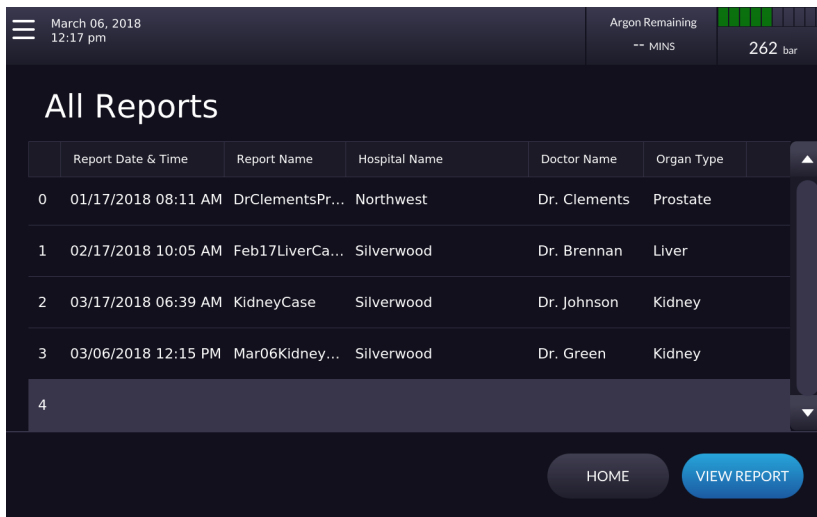 March 06, 2018
12:17 pm
Argon Remaining
-- MINS
262 bar
All Reports
Report Date & Time Report Name Hospital Name Doctor Name Organ Type
0 01/17/2018 08:11 AM DrClementsPr... Northwest Dr. Clements Prostate
1 02/17/2018 10:05 AM Feb17LiverCa... Silverwood Dr. Brennan Liver
2 03/17/2018 06:39 AM KidneyCase Silverwood Dr. Johnson Kidney
3 03/06/2018 12:15 PM Mar06Kidney... Silverwood Dr. Green Kidney
4
HOME VIEW REPORT